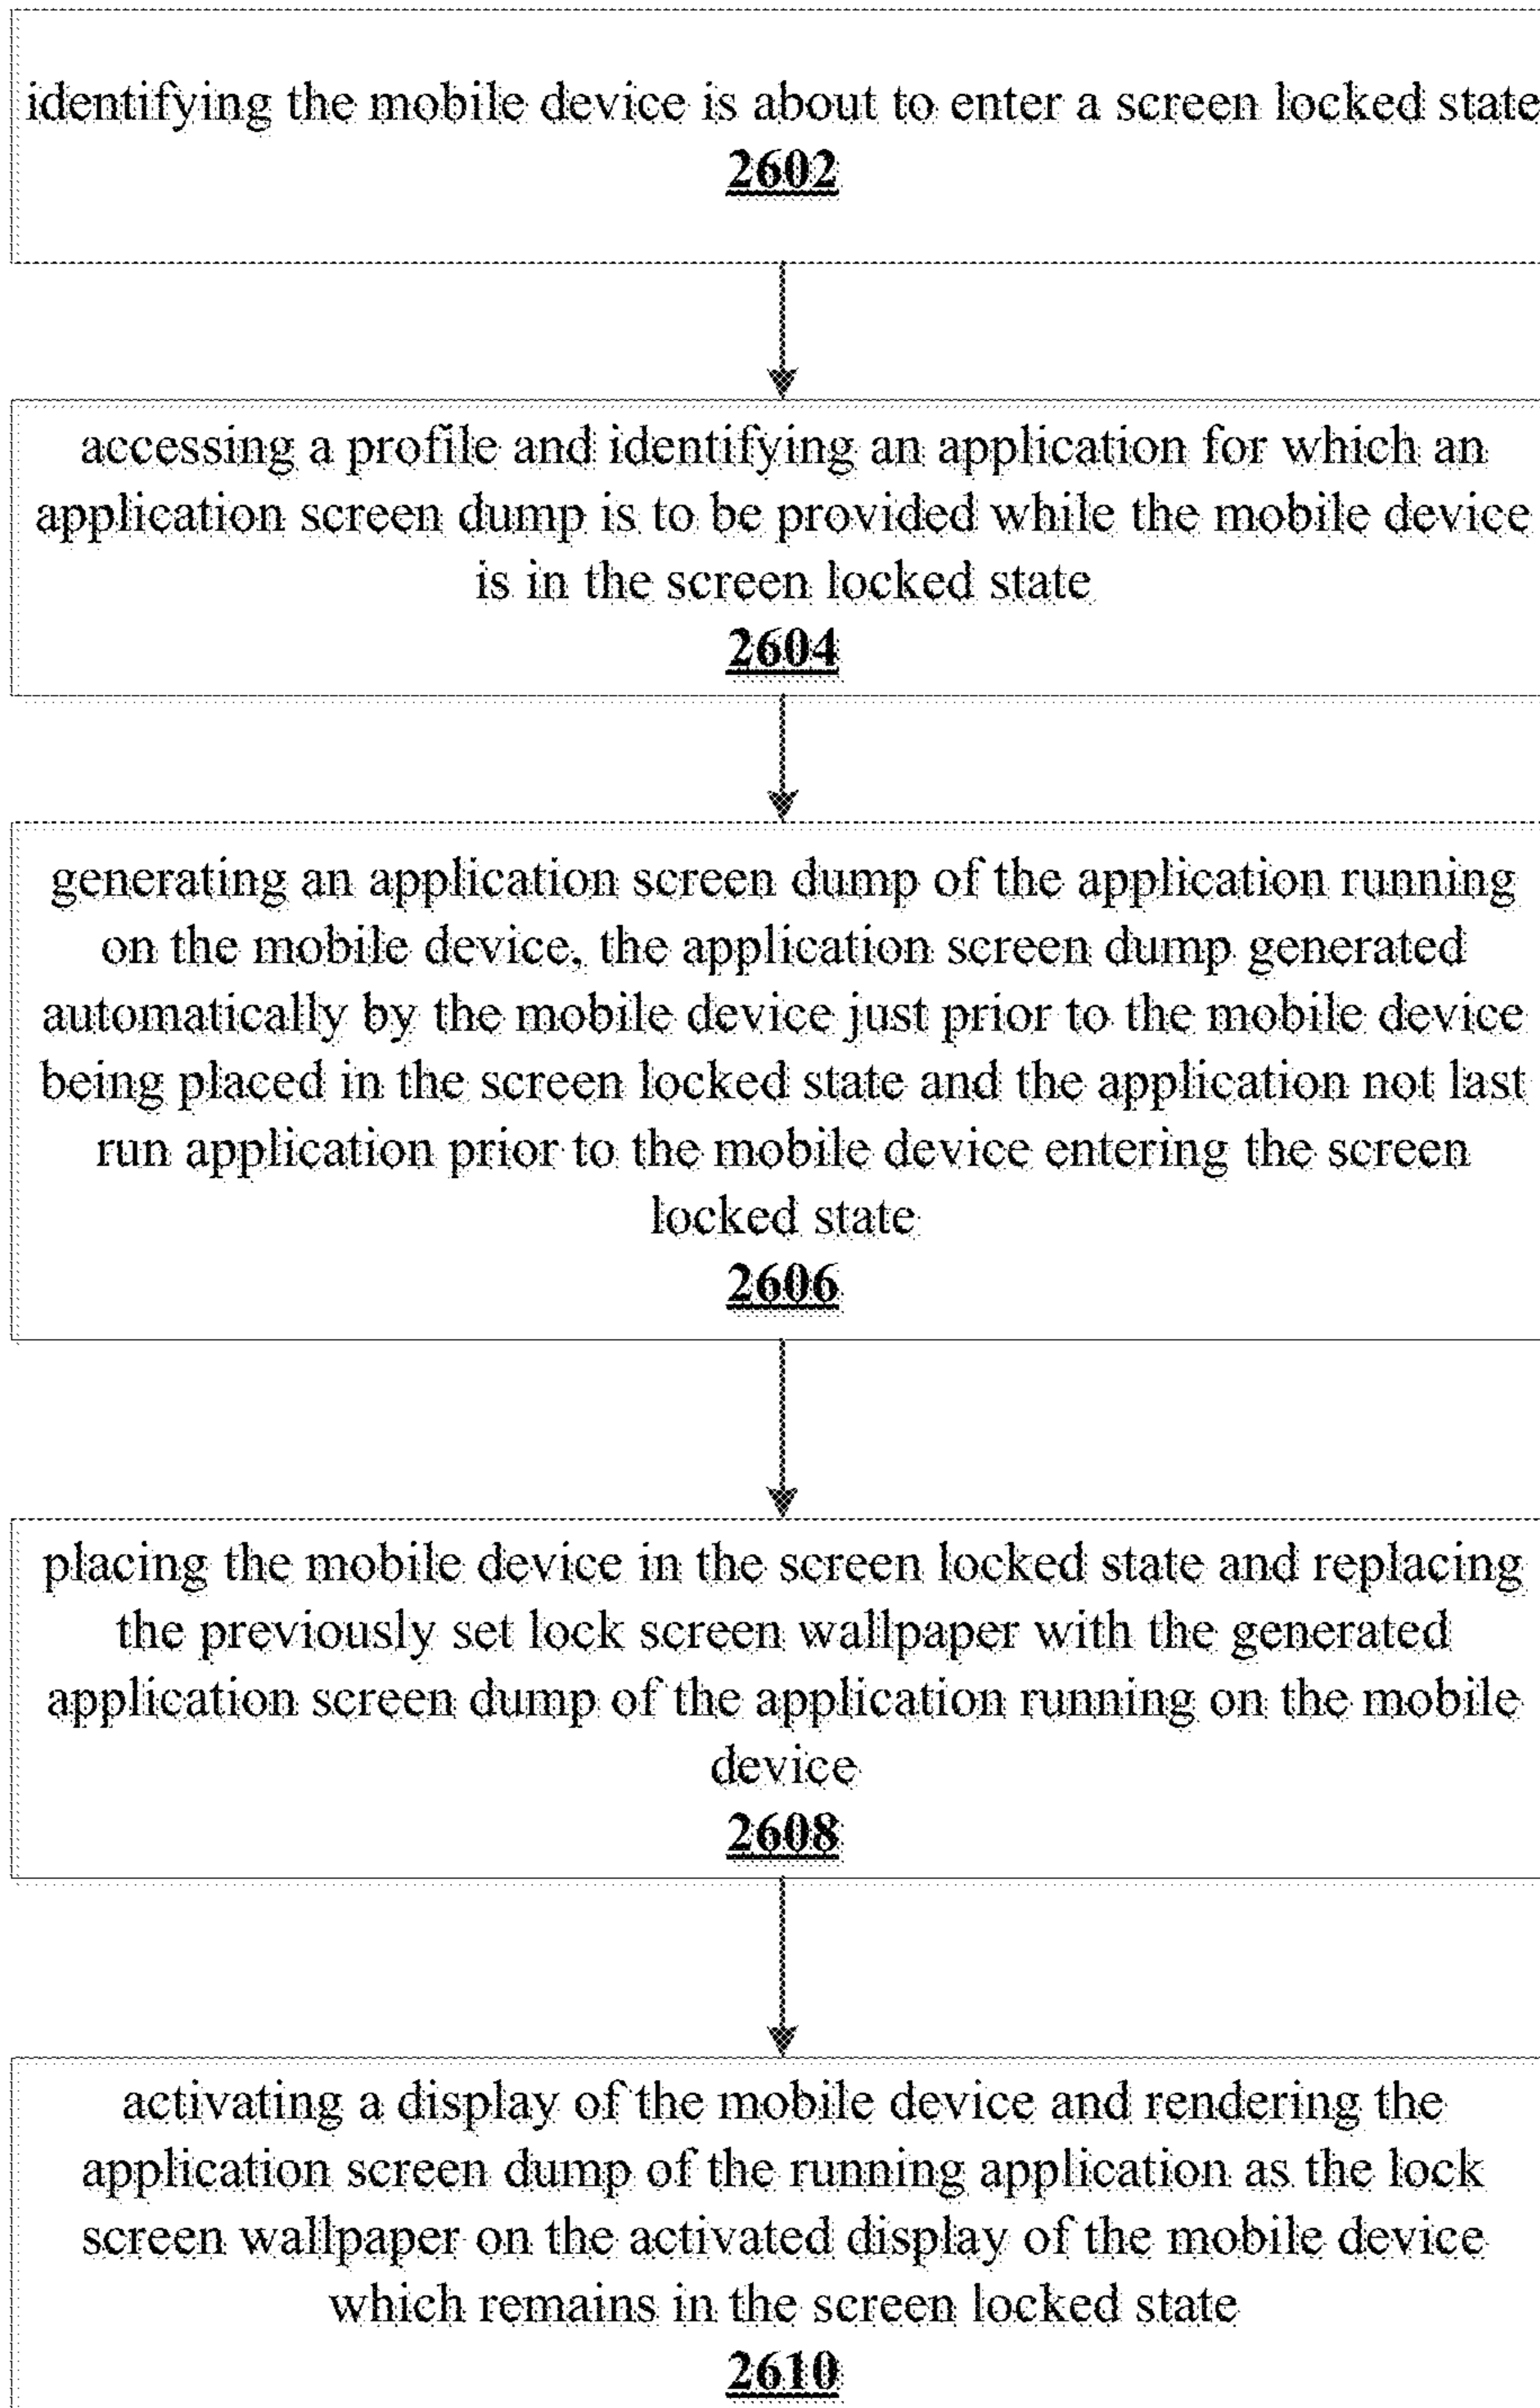 identifying the mobile device is about to enter a screen locked state
2602
accessing a profile and identifying an application for which an
application screen dump is to be provided while the mobile device
is in the screen locked state
2604
generating an application screen dump of the application running
on the mobile device, the application screen dump generated
automatically by the mobile device just prior to the mobile device
being placed in the screen locked state and the application not last
run application prior to the mobile device entering the screen
locked state
2606
placing the mobile device in the screen locked state and replacing
the previously set lock screen wallpaper with the generated
application screen dump of the application running on the mobile
device
2608
activating a display of the mobile device and rendering the
application screen dump of the running application as the lock
screen wallpaper on the activated display of the mobile device
which remains in the screen locked state
2610